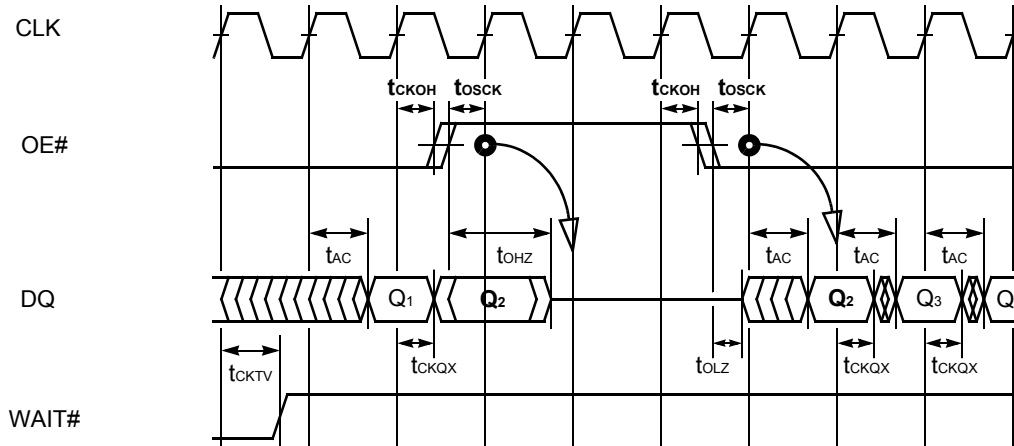 CLK
tCKOH tOSCK tCKOH tOSCK
OE#
tAC tOHZ tAC tAC tAC
DQ Q1 Q2 Q2 Q3 Q
tCKTV tCKQX tOLZ tCKQX tCKQX
WAIT#